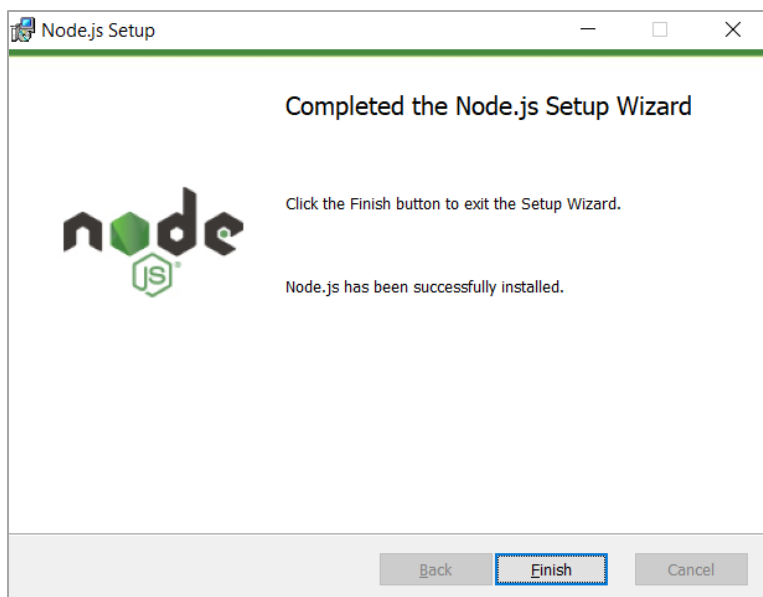 Node.js Setup
Completed the Node.js Setup Wizard
node
JS
Click the Finish button to exit the Setup Wizard.
Node.js has been successfully installed.
Back
Finish
Cancel